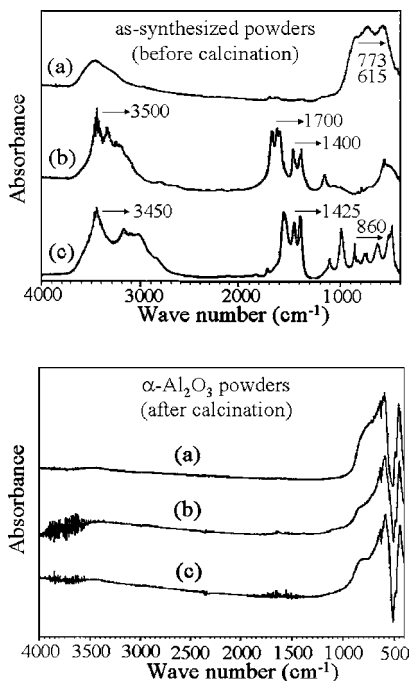 as-synthesized powders
(before calcination)
(a)
773
615
3500
1700
1400
(b)
3450
1425
860
(c)
Absorbance
4000 3000 2000 1000
Wave number (cm⁻¹)
α-Al₂O₃ powders
(after calcination)
(a)
(b)
(c)
Absorbance
4000 3500 3000 2500 2000 1500 1000 500
Wave number (cm⁻¹)